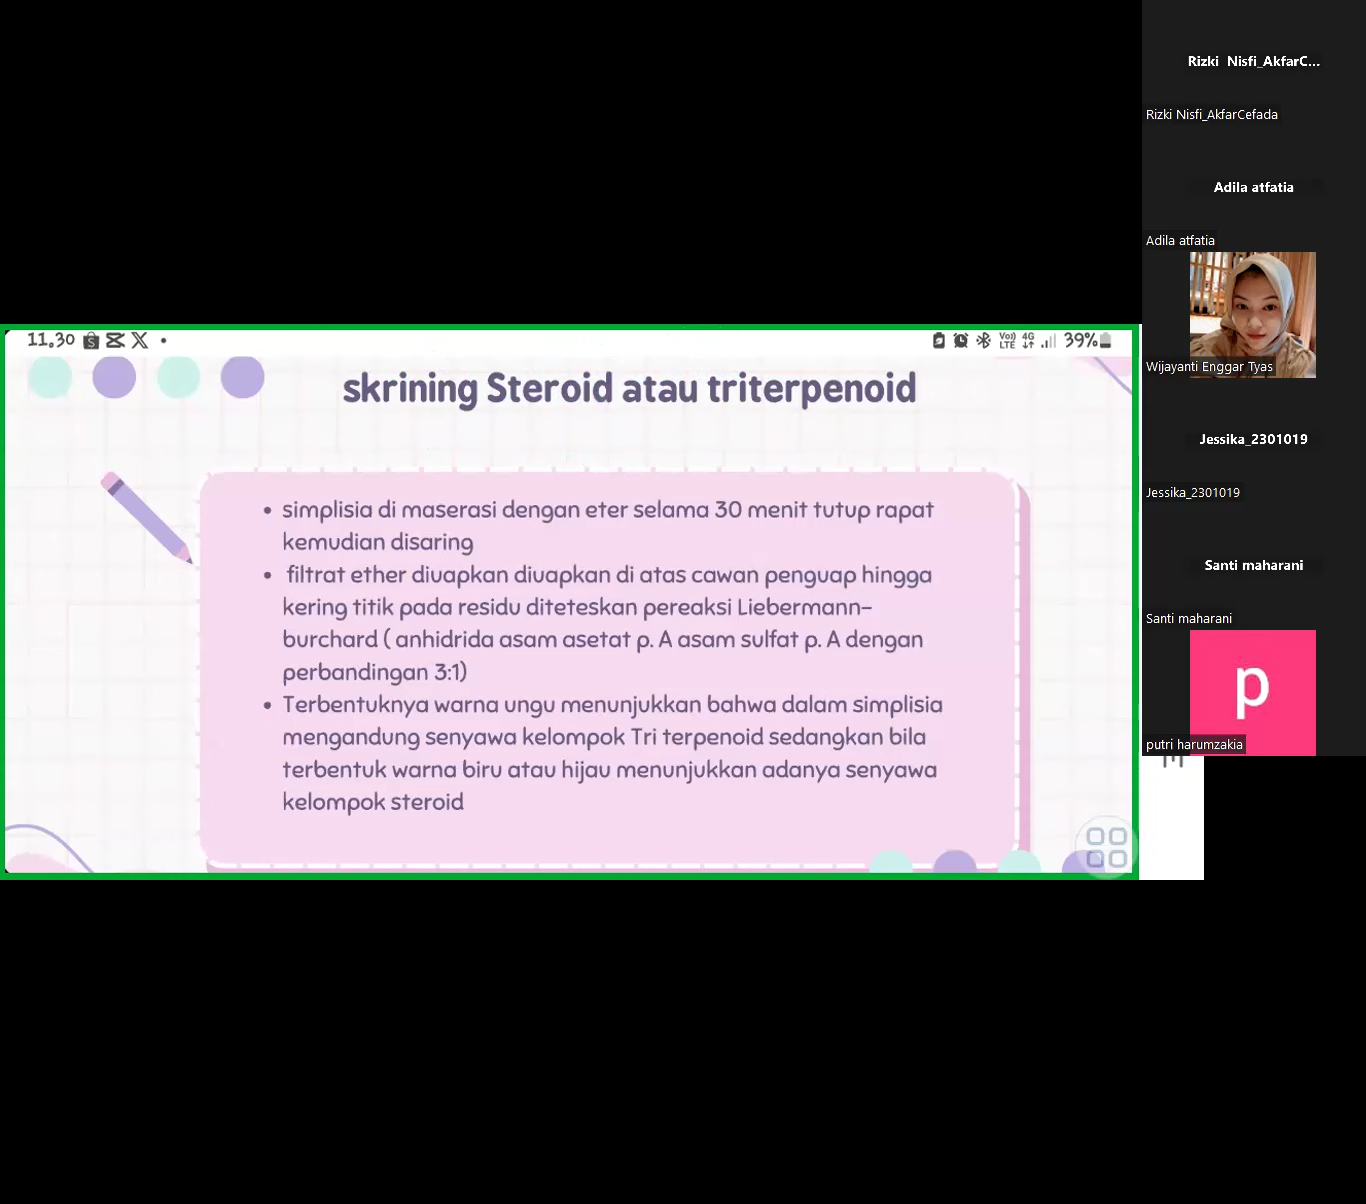 11.30
Vo))
LTE
4G
39%
skrining Steroid atau triterpenoid
• simplisia di maserasi dengan eter selama 30 menit tutup rapat
kemudian disaring
• filtrat ether diuapkan diuapkan di atas cawan penguap hingga
kering titik pada residu diteteskan pereaksi Liebermann-
burchard ( anhidrida asam asetat p. A asam sulfat p. A dengan
perbandingan 3:1)
• Terbentuknya warna ungu menunjukkan bahwa dalam simplisia
mengandung senyawa kelompok Tri terpenoid sedangkan bila
terbentuk warna biru atau hijau menunjukkan adanya senyawa
kelompok steroid
Rizki Nisfi_AkfarC...
Rizki Nisfi_AkfarCefada
Adila atfatia
Adila atfatia
Wijayanti Enggar Tyas
Jessika_2301019
Jessika_2301019
Santi maharani
Santi maharani
p
putri harumzakia